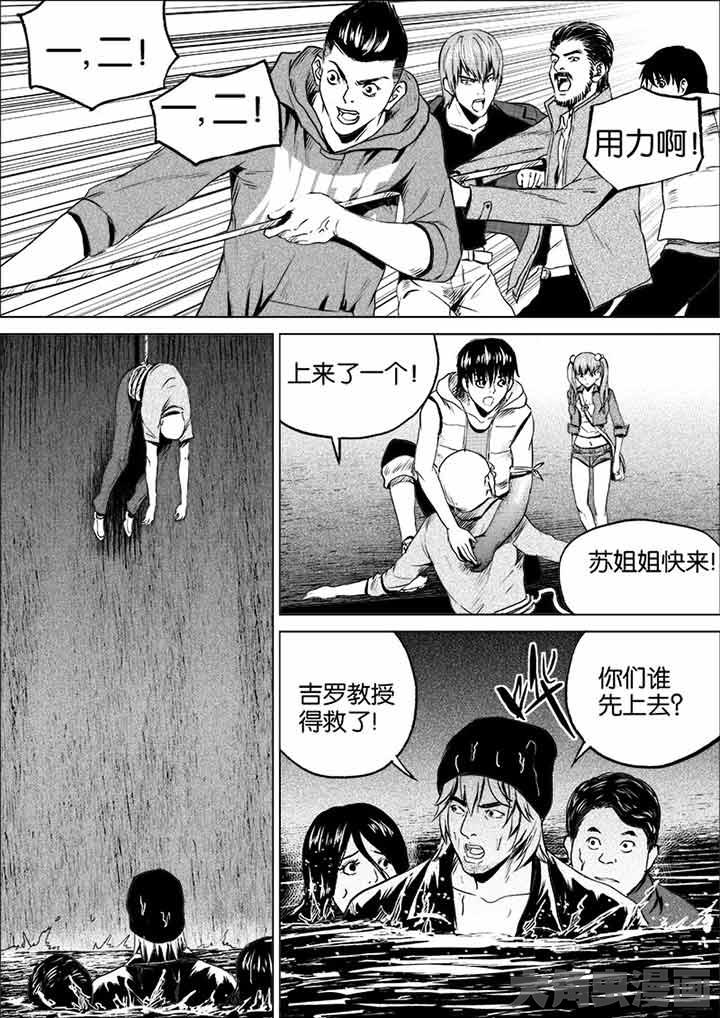 一,二!
一,二!
用力啊!
上来了一个!
苏姐姐快来!
吉罗教授
得救了!
哗
你们谁
先上去?
大角虫漫画